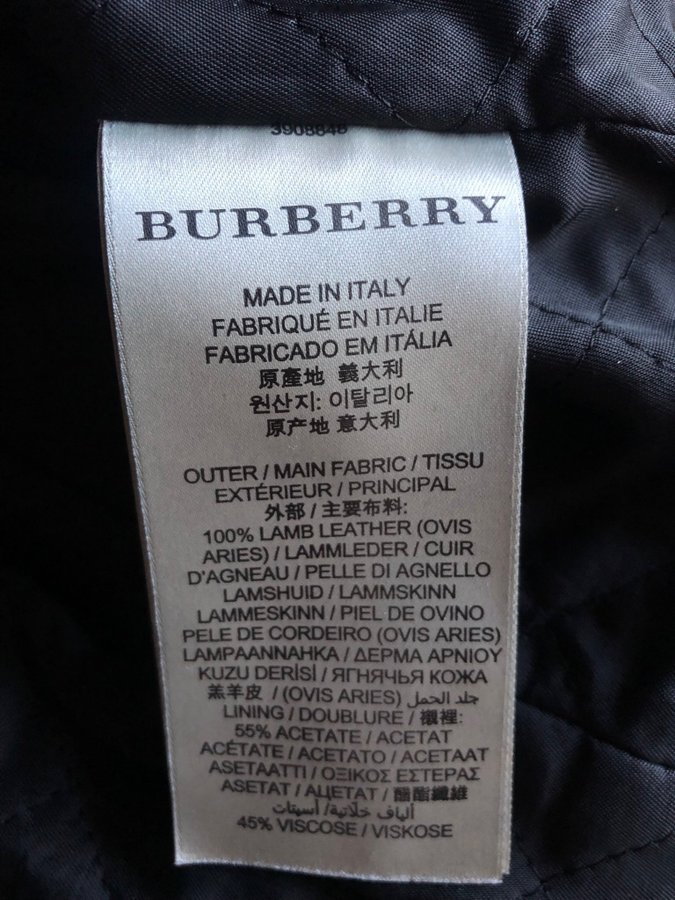 3908848
BURBERRY
MADE IN ITALY
FABRIQUÉ EN ITALIE
FABRICADO EM ITÁLIA
原產地 義大利
원산지: 이탈리아
原产地 意大利
OUTER / MAIN FABRIC / TISSU
EXTÉRIEUR / PRINCIPAL
外部 / 主要布料:
100% LAMB LEATHER (OVIS
ARIES) / LAMMLEDER / CUIR
D'AGNEAU / PELLE DI AGNELLO
LAMSHUID / LAMMSKINN
LAMMESKINN / PIEL DE OVINO
PELE DE CORDEIRO (OVIS ARIES)
LAMPAANNAHKA / ΔΕΡΜΑ ΑΡΝΙΟΥ
KUZU DERİSİ / ЯГНЯЧЬЯ КОЖА
羔羊皮 / (OVIS ARIES) جلد الحمل
LINING / DOUBLURE / 襯裡:
55% ACETATE / ACETAT
ACÉTATE / ACETATO / ACETAAT
ASETAATTI / ΟΞΙΚΟΣ ΕΣΤΕΡΑΣ
ASETAT / АЦЕТАТ / 醋酯纖維
ألياف خلّاتية/ أسيتات
45% VISCOSE / VISKOSE